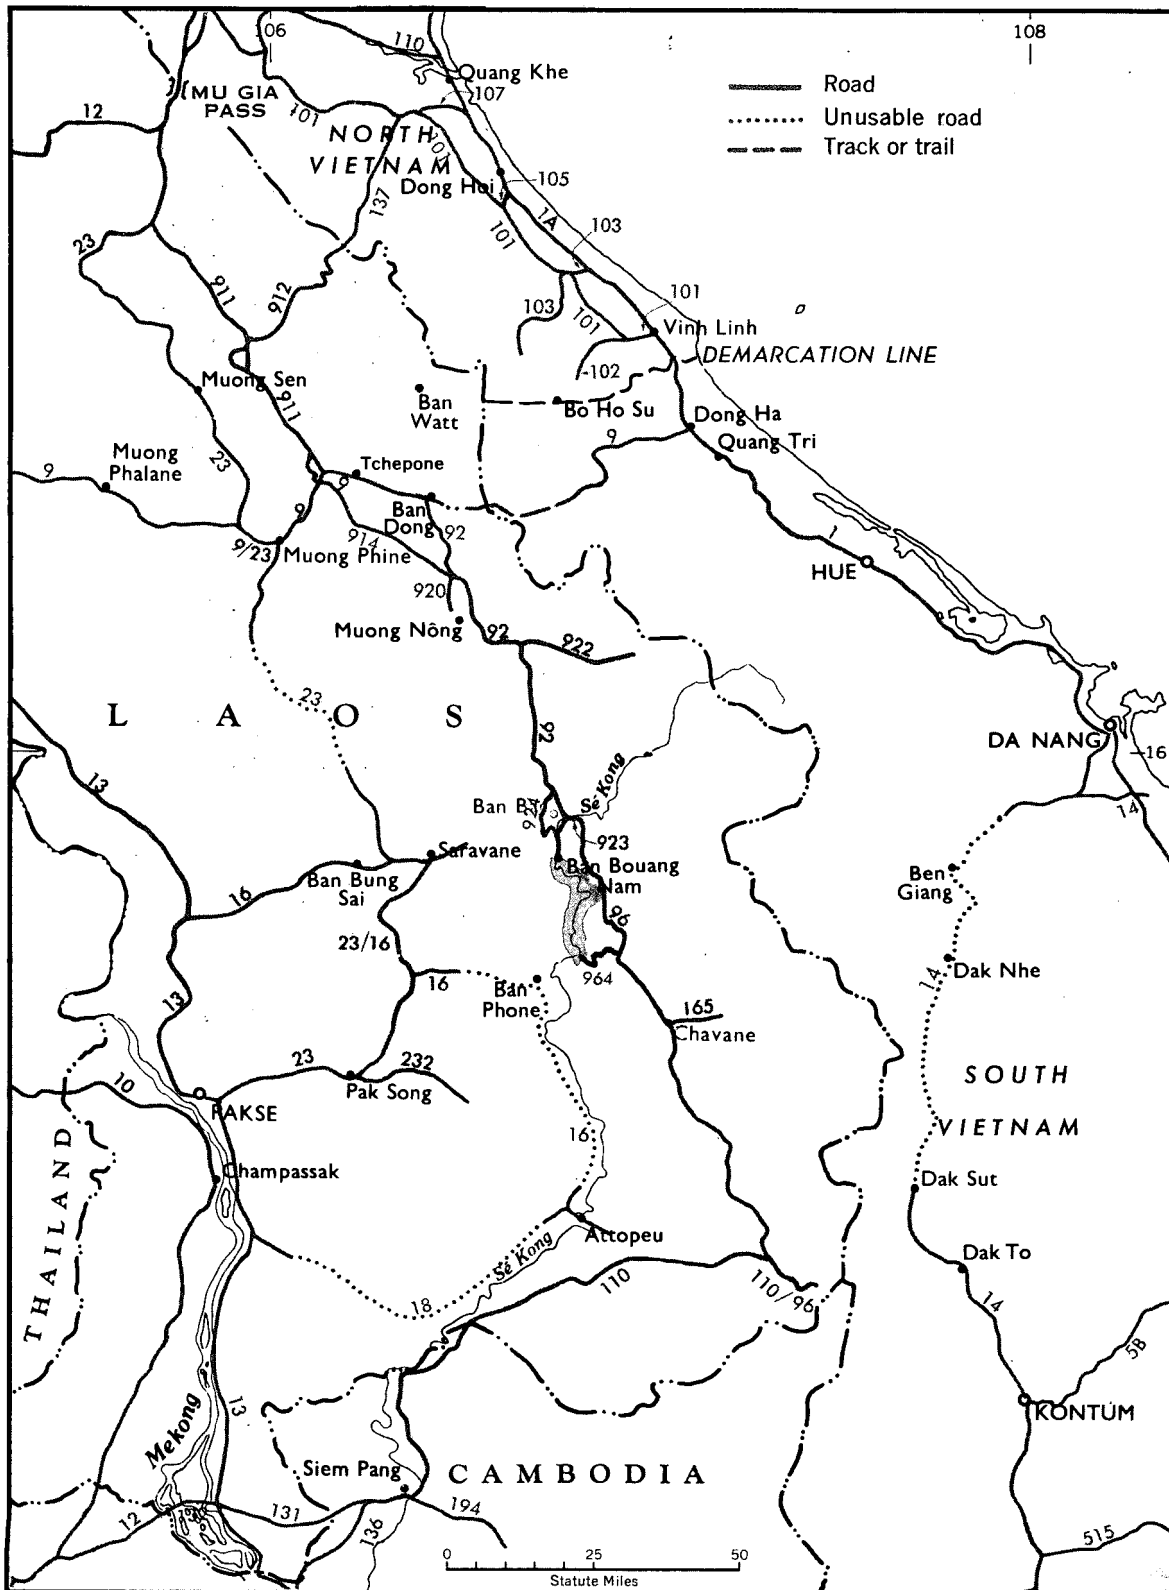 106
108
110
Quang Khe
Road
MU GIA
PASS
107
12
101
Unusable road
NORTH
VIETNAM
101
Track or trail
Dong Hoi
105
137
1A
103
23
101
911
912
103
101
101
Vinh Linh
DEMARCATION LINE
102
Muong Sen
911
Ban
Watt
Bo Ho Su
Dong Ha
9
Quang Tri
Muong
Phalane
9
23
Tchepone
9
9
Ban
Dong
92
914
1
9/23
Muong Phine
HUE
920
Muong Nông
92
922
23
LAOS
92
DA NANG
16
13
Sé Kong
Ban B
924
14
923
Saravane
Ban Bouang
Nam
Ban Bung
Sai
Ben
Giang
16
96
23/16
16
964
14
Dak Nhe
Ban
Phone
13
165
Chavane
23
232
10
Pak Song
SOUTH
VIETNAM
PAKSE
THAILAND
16
Champassak
Dak Sut
Attopeu
Sé Kong
Dak To
110
110/96
18
14
5B
13
KONTUM
Mekong
Siem Pang
CAMBODIA
12
131
194
136
515
0
25
50
Statute Miles